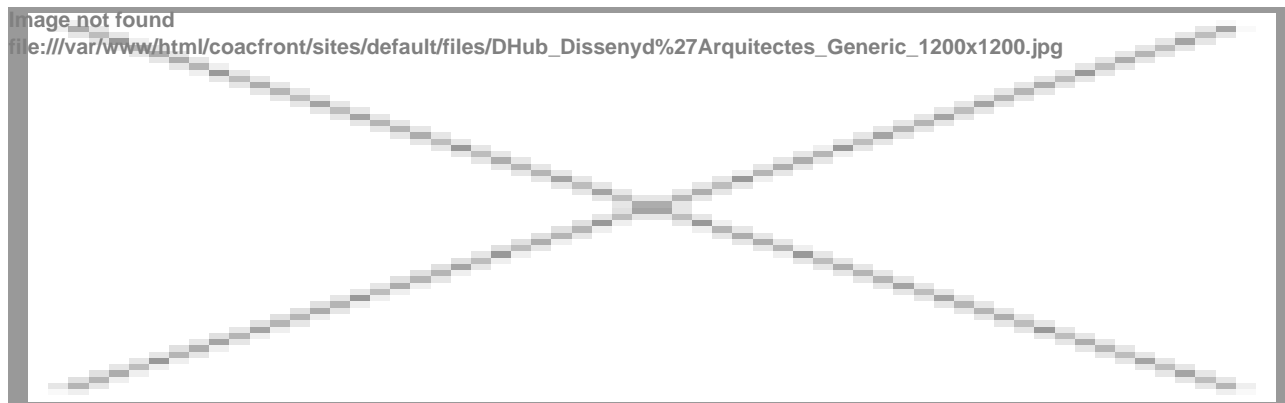 Image not found
file:///var/www/html/coacfront/sites/default/files/DHub_Dissenyd%27Arquitectes_Generic_1200x1200.jpg